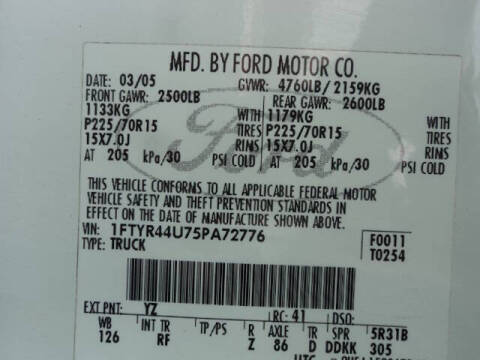 MFD. BY FORD MOTOR CO.
DATE 03/05 GVWR: 4760LB/ 2159KG
FRONT GAWR: 2500LB REAR GAWR: 2600LB
1133KG WITH 1179KG WITH
P225/70R15 TIRES P225/70R15 TIRES
15X7.0J RIMS 15X7.0J RIMS
AT 205 kPa/30 PSI COLD AT 205 kPa/30 PSI COLD
Ford
THIS VEHICLE CONFORMS TO ALL APPLICABLE FEDERAL MOTOR
VEHICLE SAFETY AND THEFT PREVENTION STANDARDS IN
EFFECT ON THE DATE OF MANUFACTURE SHOWN ABOVE.
VIN: 1FTYR44U75PA72776 F0011
TYPE: TRUCK T0254
EXT PNT: YZ RC: 41 DSO:
WB INT TR TP/PS R AXLE TR SPR 5R31B
126 RF Z 86 D DDKK 305